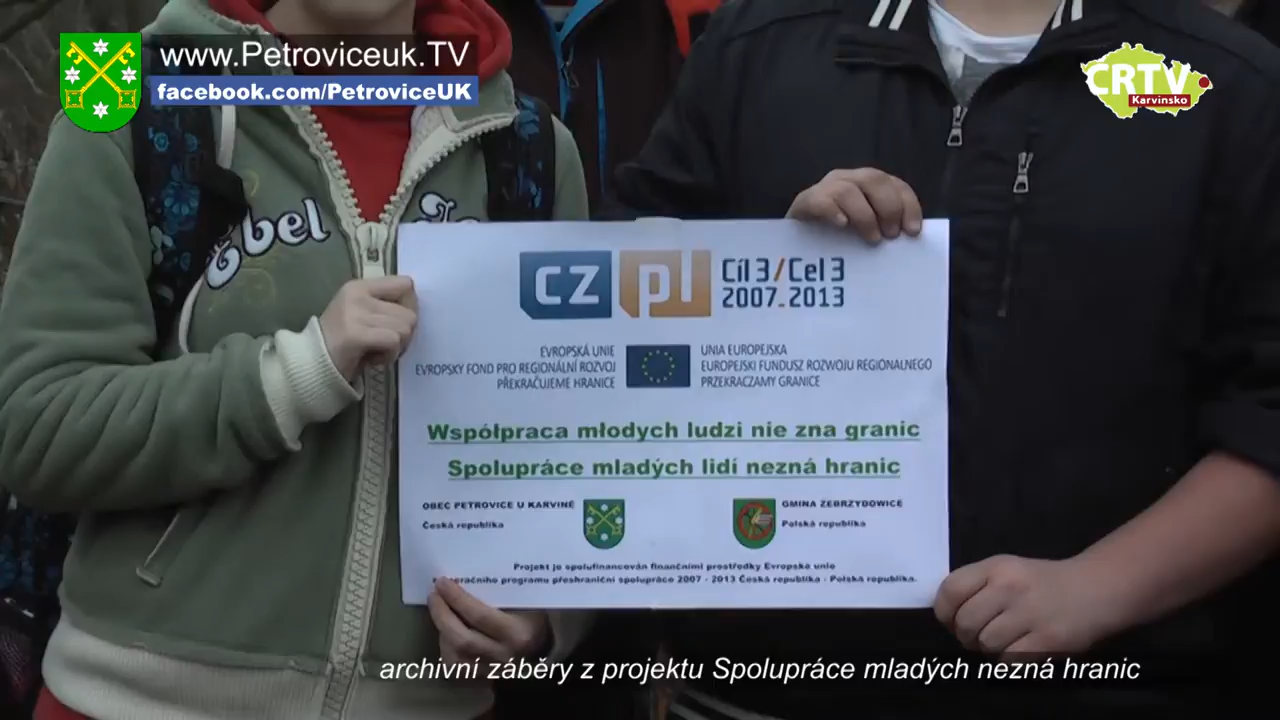 www.Petroviceuk.TV
facebook.com/PetroviceUK
CRTV
Karvinsko
bel
cz pl Cíl 3/Cel 3
2007_2013
EVROPSKÁ UNIE
EVROPSKÝ FOND PRO REGIONÁLNÍ ROZVOJ
PŘEKRAČUJEME HRANICE
UNIA EUROPEJSKA
EUROPEJSKI FUNDUSZ ROZWOJU REGIONALNEGO
PRZEKRACZAMY GRANICE
Współpraca młodych ludzi nie zna granic
Spolupráce mladých lidí nezná hranic
OBEC PETROVICE U KARVINÉ
Česká republika
GMINA ZEBRZYDOWICE
Polská republika
Projekt je spolufinancován finančními prostředky Evropské unie
programu přeshraniční spolupráce 2007 - 2013 Česká republika - Polská republika.
archivní záběry z projektu Spolupráce mladých nezná hranic